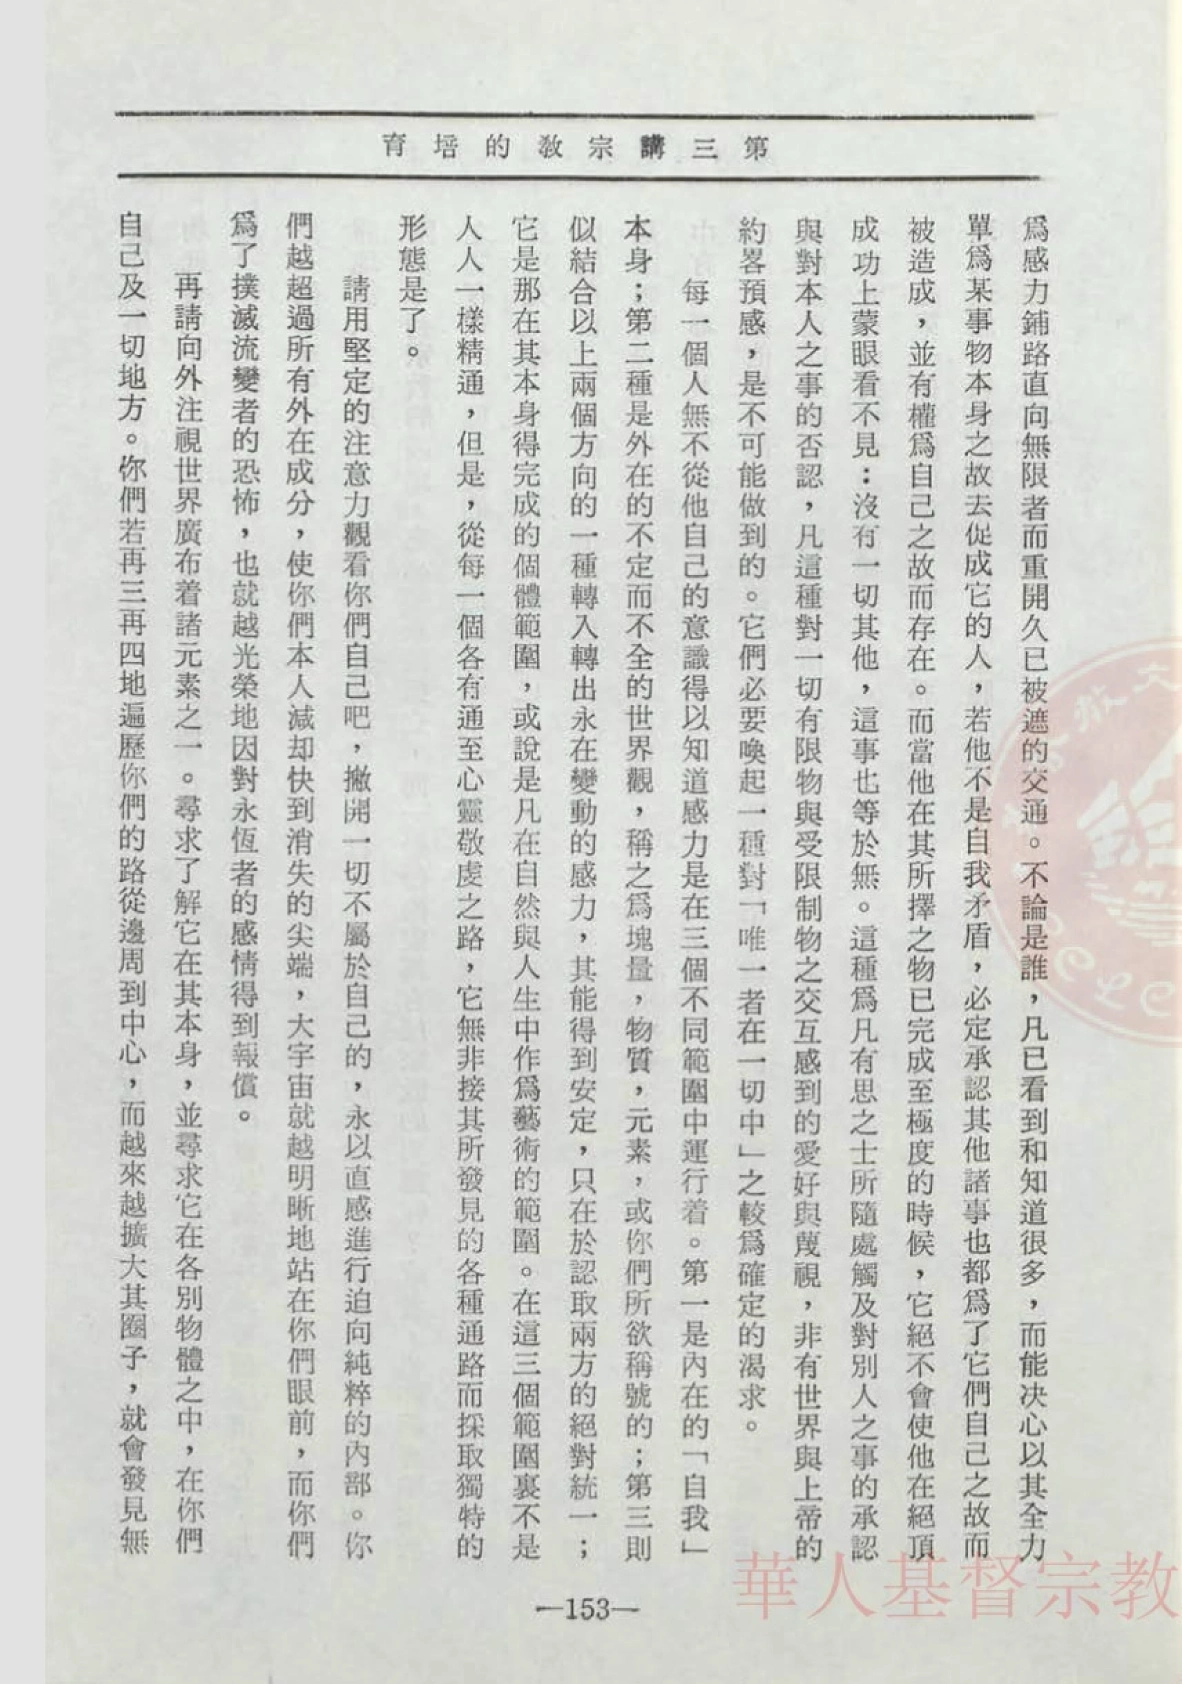 第三講宗教的培育
爲感力鋪路直向無限者而重開久已被遮的交通。不論是誰，凡已看到和知道很多，而能決心以其全力
單爲某事物本身之故去促成它的人，若他不是自我矛盾，必定承認其他諸事也都爲了它們自己之故而
被造成，並有權爲自己之故而存在。而當他在其所擇之物已完成至極度的時候，它絕不會使他在絕頂
成功上蒙眼看不見：沒有一切其他，這事也等於無。這種爲凡有思之士所隨處觸及對別人之事的承認
與對本人之事的否認，凡這種對一切有限物與受限制物之交互感到的愛好與蔑視，非有世界與上帝的
約畧預感，是不可能做到的。它們必要喚起一種對「唯一者在一切中」之較爲確定的渴求。
每一個人無不從他自己的意識得以知道感力是在三個不同範圍中運行着。第一是內在的「自我」
本身；第二種是外在的不定而不全的世界觀，稱之爲塊量，物質，元素，或你們所欲稱號的；第三則
似結合以上兩個方向的一種轉入轉出永在變動的感力，其能得到安定，只在於認取兩方的絕對統一；
它是那在其本身得完成的個體範圍，或說是凡在自然與人生中作爲藝術的範圍。在這三個範圍裏不是
人人一樣精通，但是，從每一個各有通至心靈敬虔之路，它無非接其所發見的各種通路而採取獨特的
形態是了。
請用堅定的注意力觀看你們自己吧，撇開一切不屬於自己的，永以直感進行迫向純粹的內部。你
們越超過所有外在成分，使你們本人減却快到消失的尖端，大宇宙就越明晰地站在你們眼前，而你們
爲了撲滅流變者的恐怖，也就越光榮地因對永恆者的感情得到報償。
再請向外注視世界廣布着諸元素之一。尋求了解它在其本身，並尋求它在各別物體之中，在你們
自己及一切地方。你們若再三再四地遍歷你們的路從邊周到中心，而越來越擴大其圈子，就會發見無
—153—
華人基督宗教